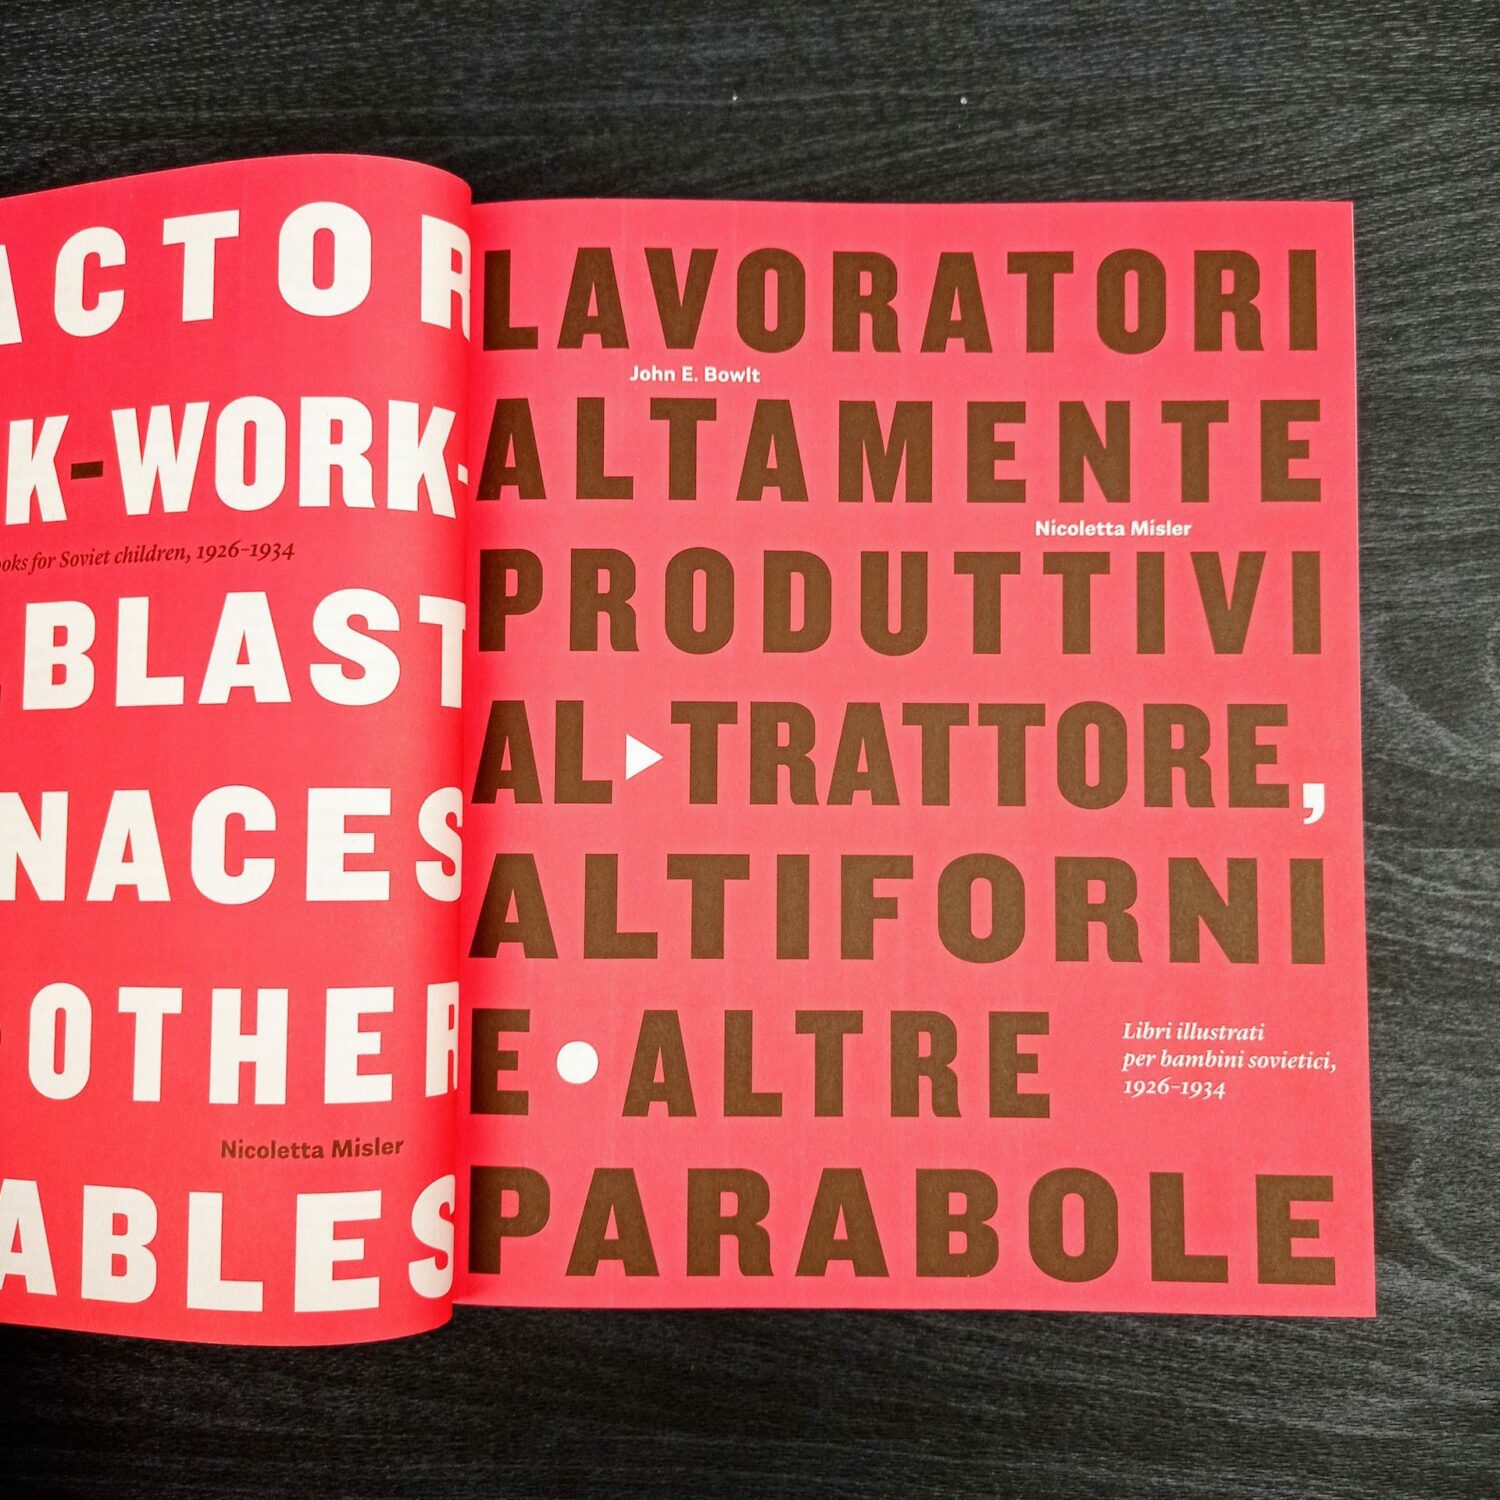 ACTOR
K-WORK-
ooks for Soviet children, 1926–1934
BLAST
NACES
OTHER
Nicoletta Misler
ABLES
LAVORATORI
John E. Bowlt
ALTAMENTE
Nicoletta Misler
PRODUTTIVI
AL TRATTORE,
ALTIFORNI
E • ALTRE
Libri illustrati
per bambini sovietici,
1926–1934
PARABOLE